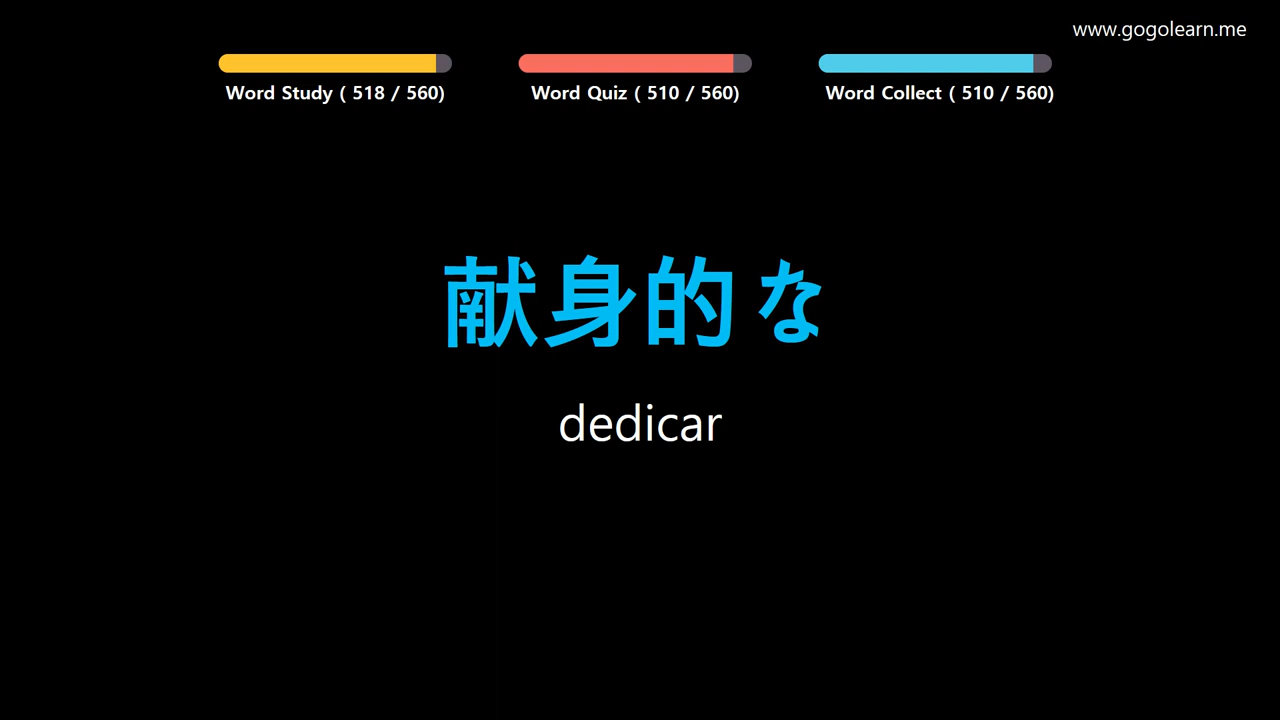 www.gogolearn.me
Word Study ( 518 / 560)
Word Quiz ( 510 / 560)
Word Collect ( 510 / 560)
献身的な
dedicar